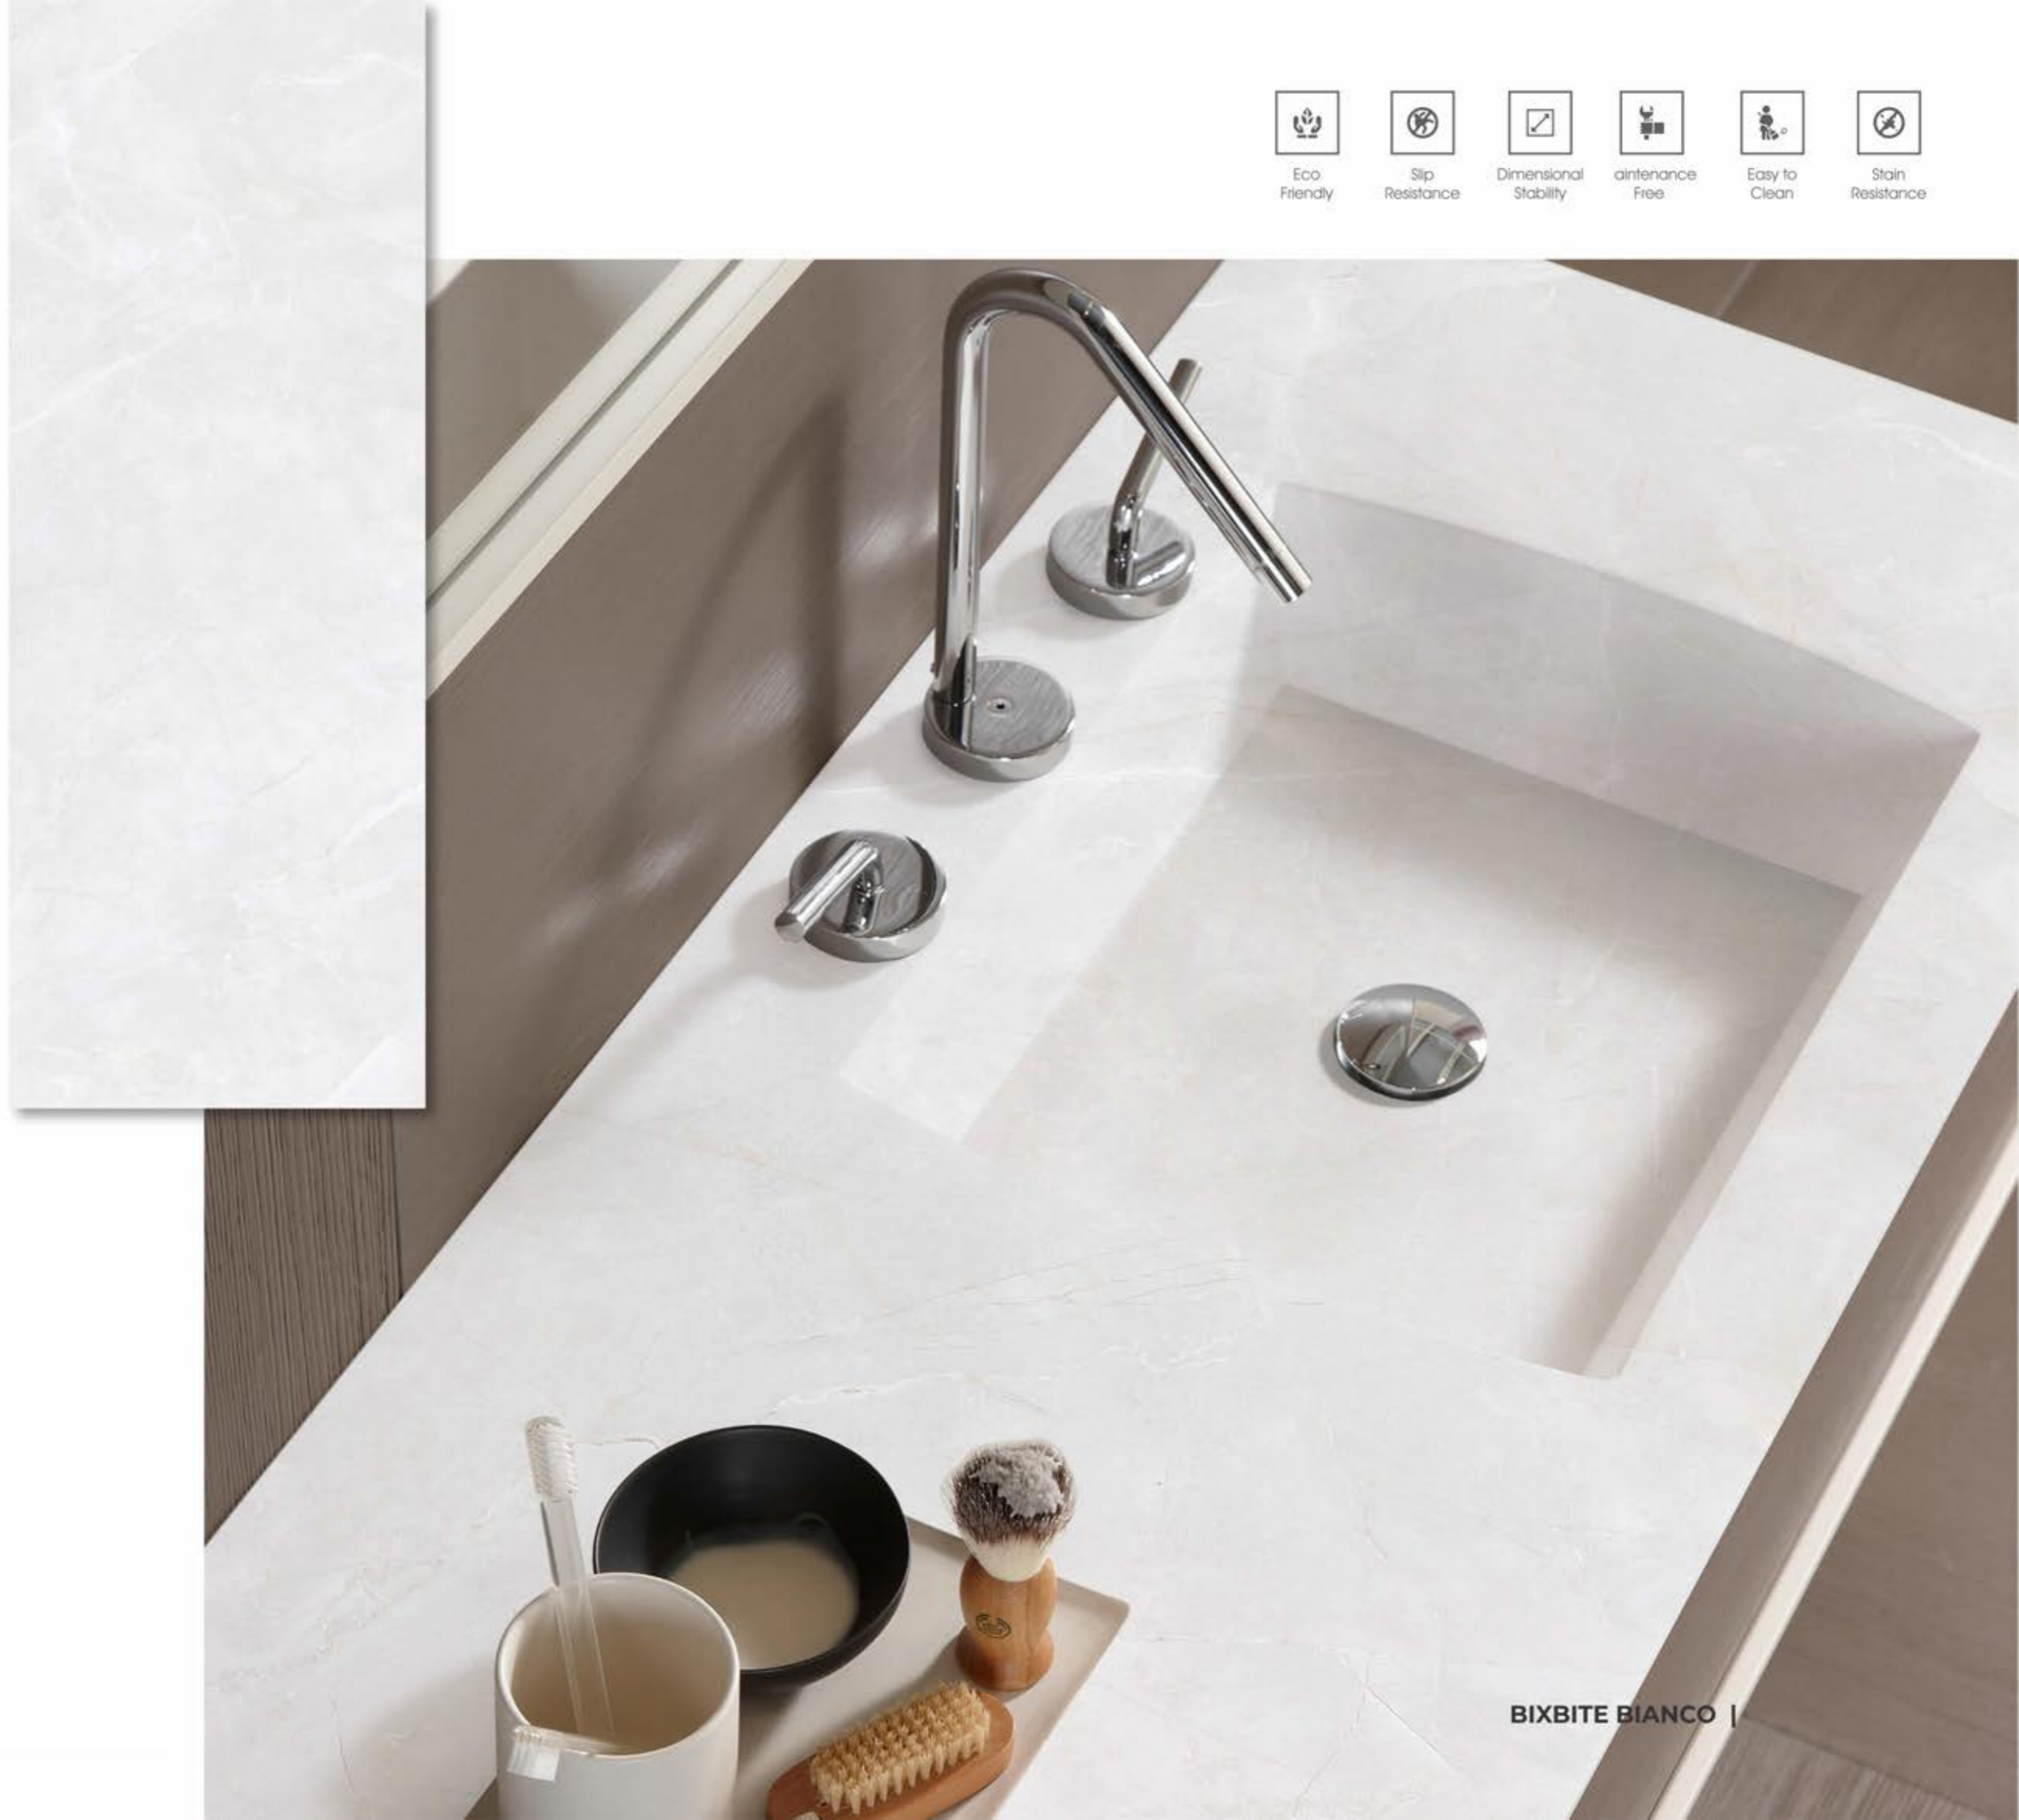 Eco
Friendly
Slip
Resistance
Dimensional
Stability
aintenance
Free
Easy to
Clean
Stain
Resistance
BIXBITE BIANCO |